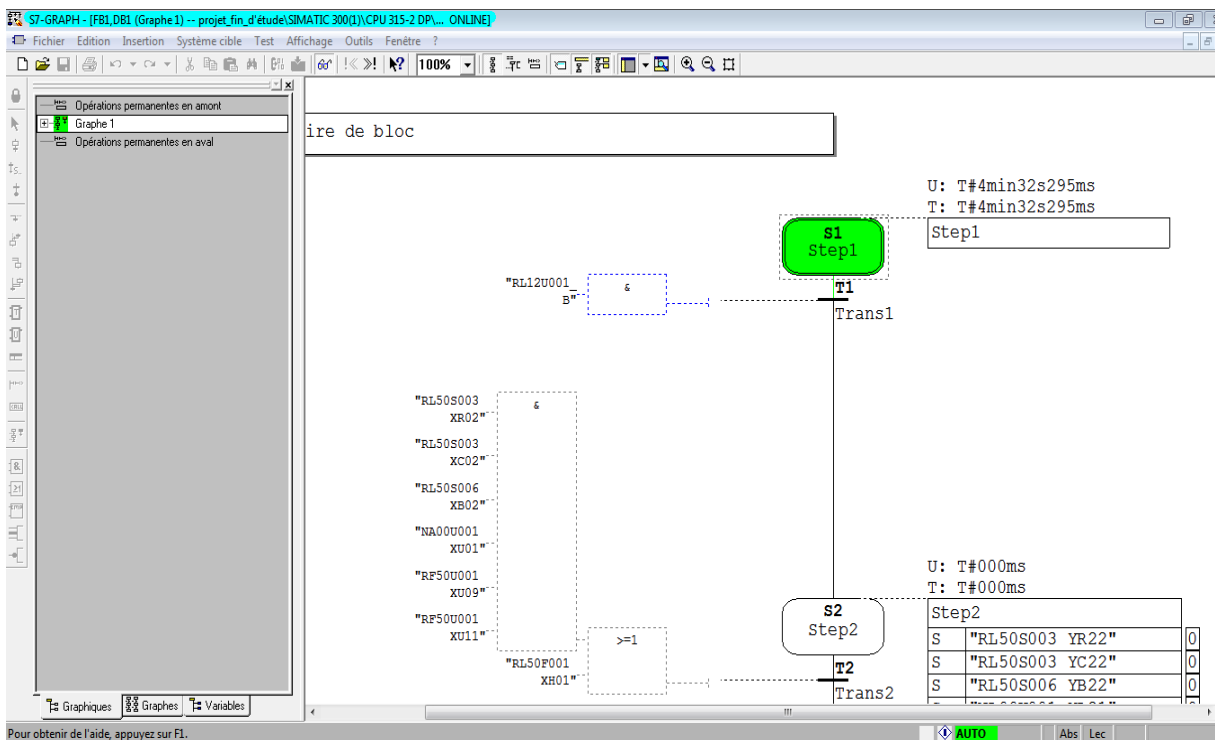 S7-GRAPH - [FB1,DB1 (Graphe 1) -- projet_fin_d'étude\SIMATIC 300(1)\CPU 315-2 DP\... ONLINE]
Fichier Edition Insertion Système cible Test Affichage Outils Fenêtre ?
100%
Opérations permanentes en amont
Graphe 1
Opérations permanentes en aval
ire de bloc
U: T#4min32s295ms
T: T#4min32s295ms
S1
Step1
Step1
"RL12U001_
B"
&
T1
Trans1
"RL50S003
XR02"
&
"RL50S003
XC02"
"RL50S006
XB02"
"NA00U001
XU01"
"RF50U001
XU09"
"RF50U001
XU11"
>=1
"RL50F001
XH01"
U: T#000ms
T: T#000ms
S2
Step2
Step2
S "RL50S003 YR22" 0
S "RL50S003 YC22" 0
S "RL50S006 YB22" 0
T2
Trans2
Graphiques Graphes Variables
Pour obtenir de l'aide, appuyez sur F1.
AUTO Abs Lec